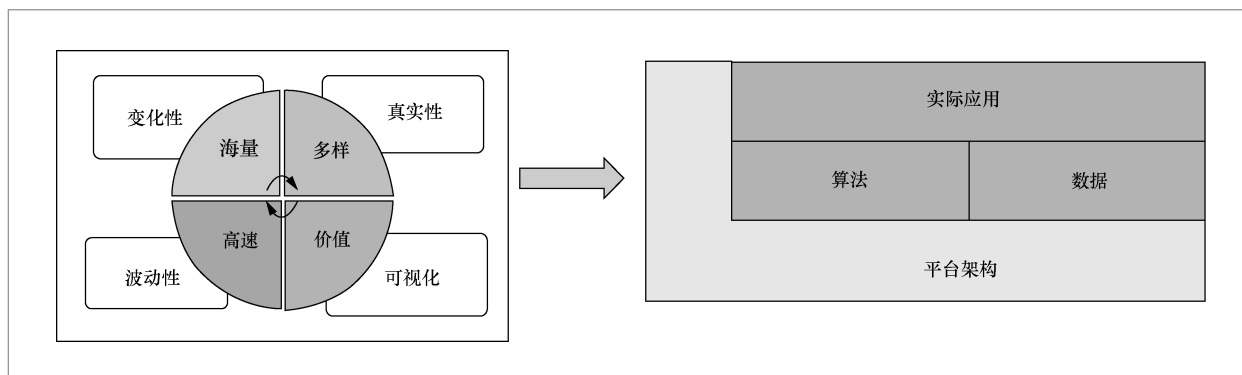 变化性
真实性
海量
多样
高速
价值
波动性
可视化
实际应用
算法
数据
平台架构